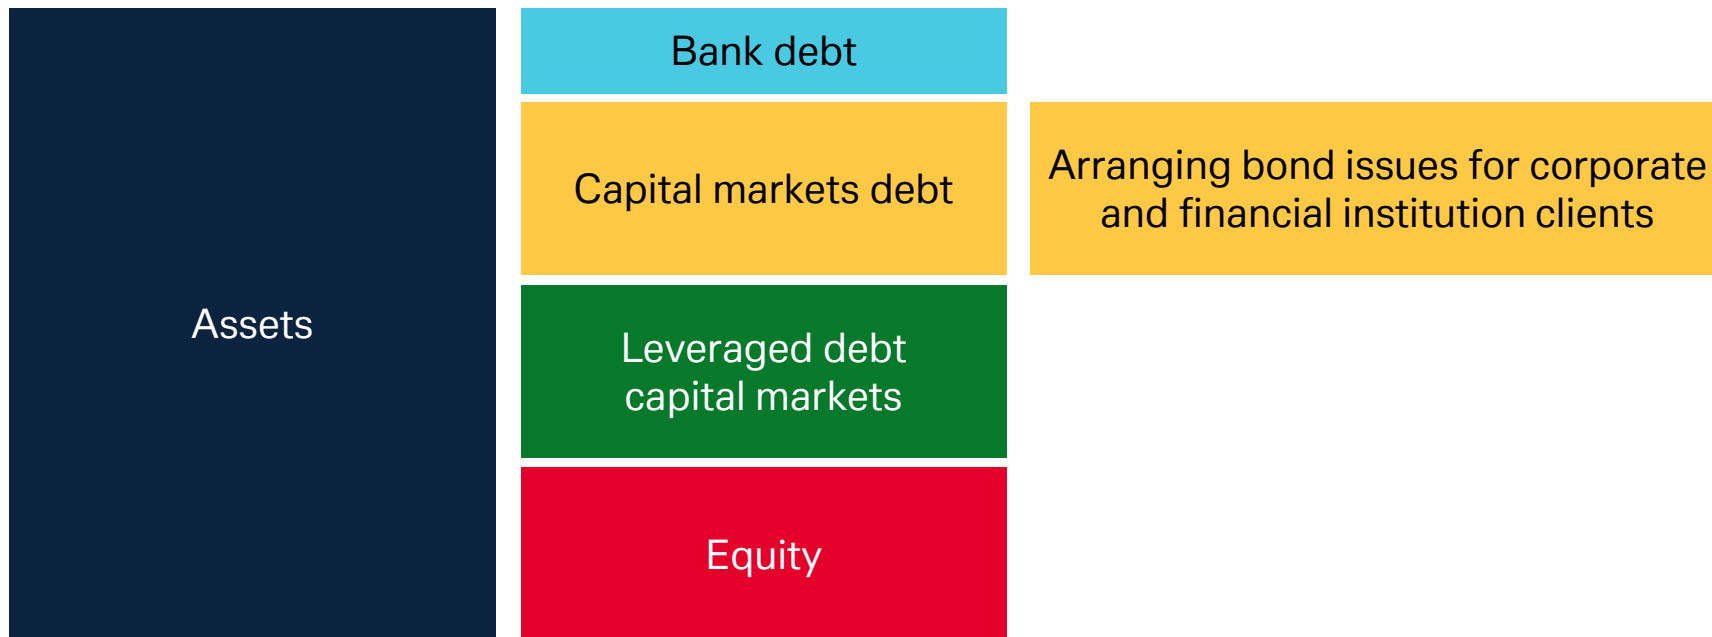 Assets
Bank debt
Capital markets debt
Arranging bond issues for corporate
and financial institution clients
Leveraged debt
capital markets
Equity